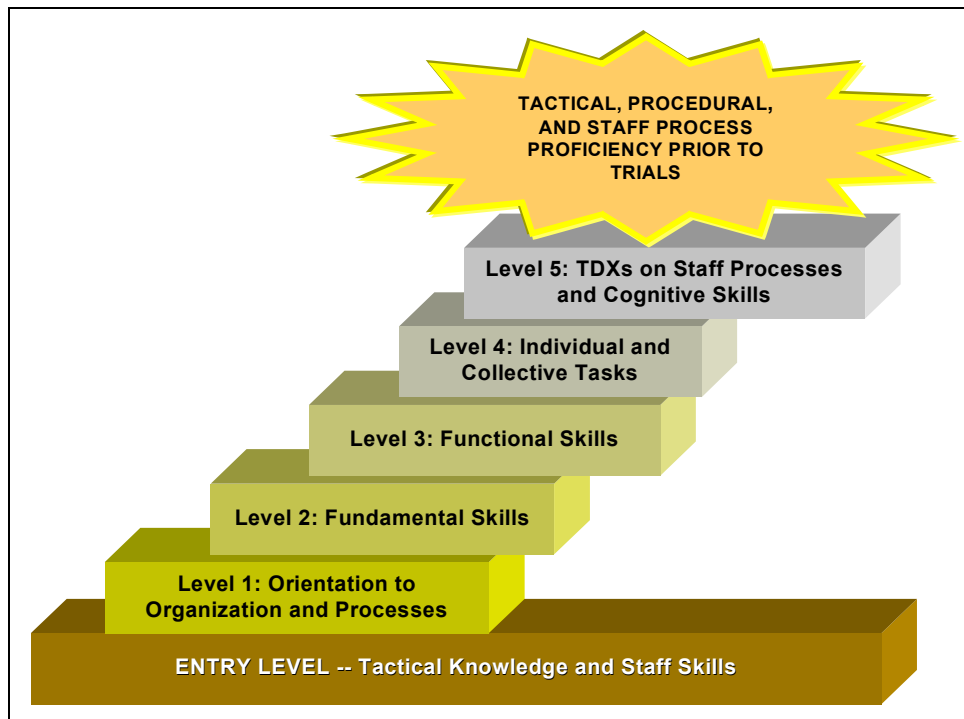 TACTICAL, PROCEDURAL,
AND STAFF PROCESS
PROFICIENCY PRIOR TO
TRIALS
Level 5: TDXs on Staff Processes
and Cognitive Skills
Level 4: Individual and
Collective Tasks
Level 3: Functional Skills
Level 2: Fundamental Skills
Level 1: Orientation to
Organization and Processes
ENTRY LEVEL -- Tactical Knowledge and Staff Skills